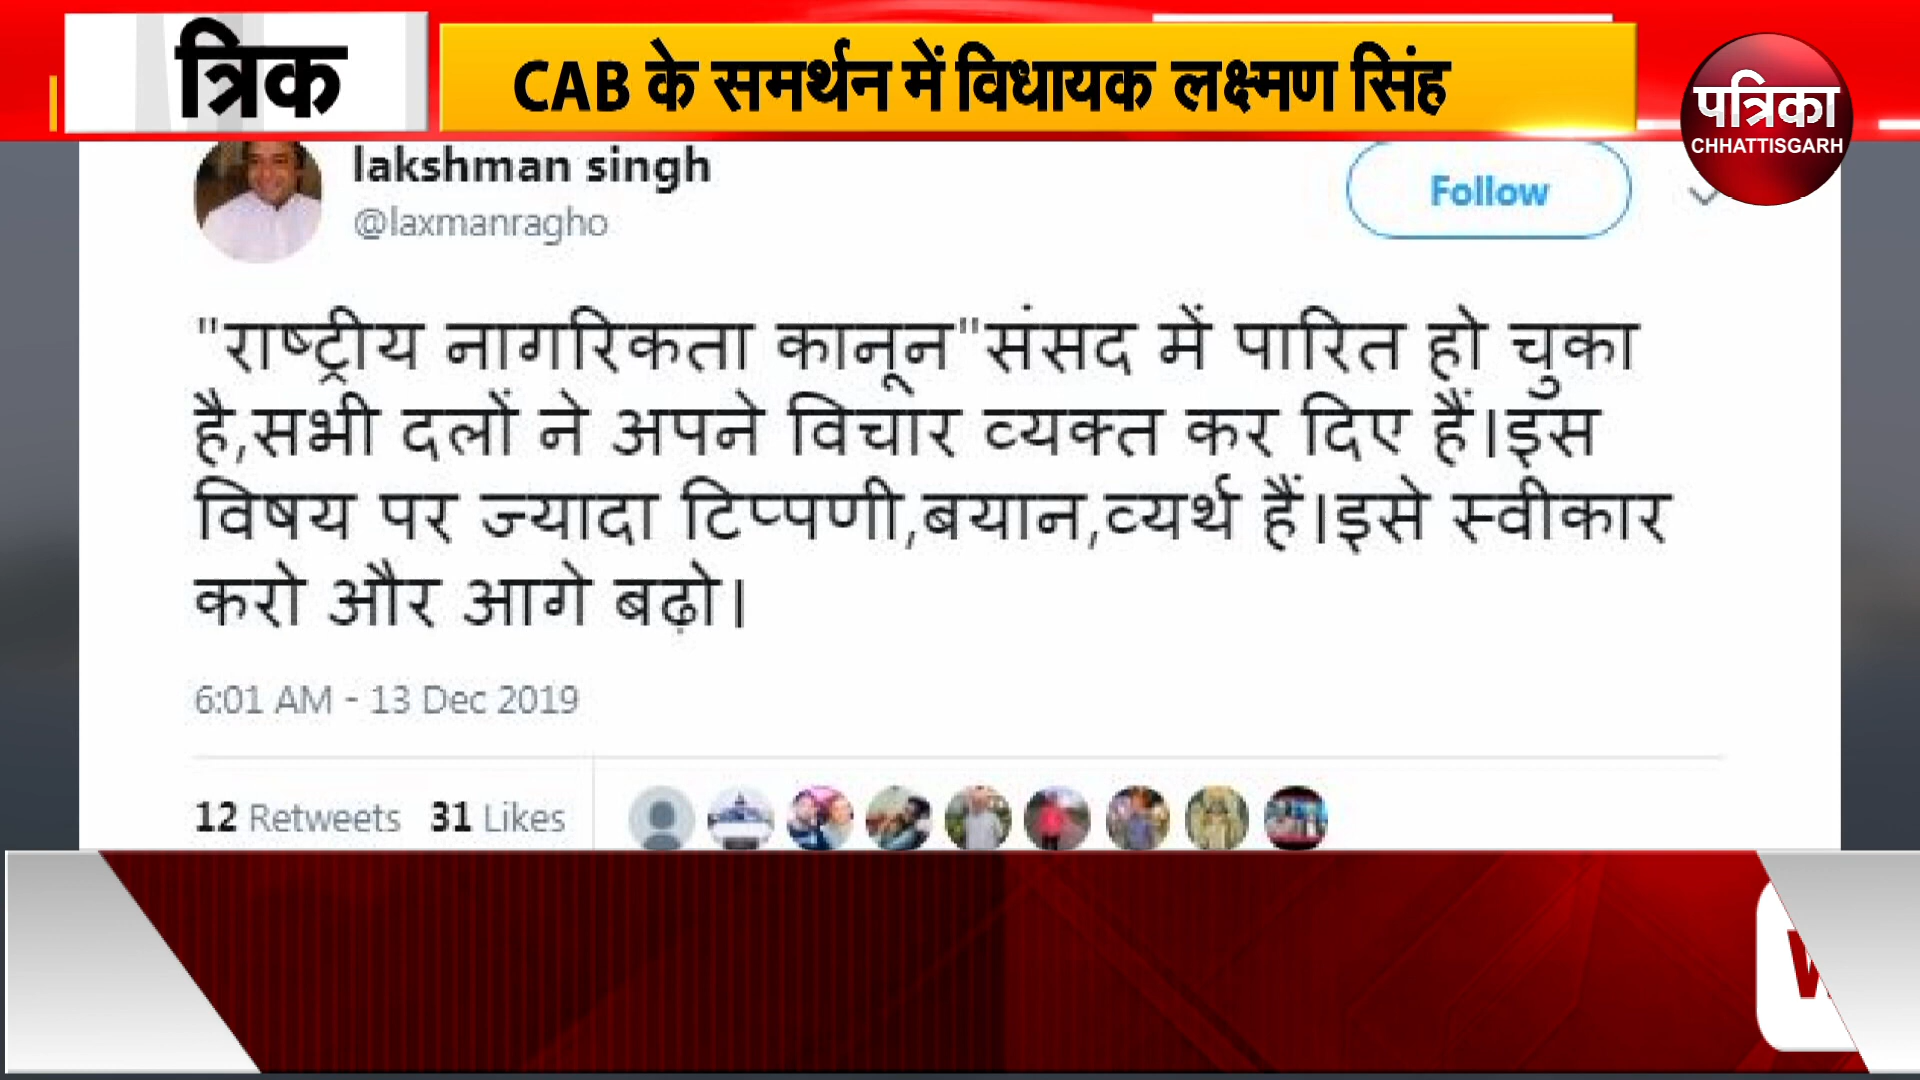 त्रिक
CAB के समर्थन में विधायक लक्ष्मण सिंह
पत्रिका
CHHATTISGARH
lakshman singh
@laxmanragho
Follow
"राष्ट्रीय नागरिकता कानून"संसद में पारित हो चुका
है,सभी दलों ने अपने विचार व्यक्त कर दिए हैं।इस
विषय पर ज्यादा टिप्पणी,बयान,व्यर्थ हैं।इसे स्वीकार
करो और आगे बढ़ो।
6:01 AM - 13 Dec 2019
12 Retweets 31 Likes